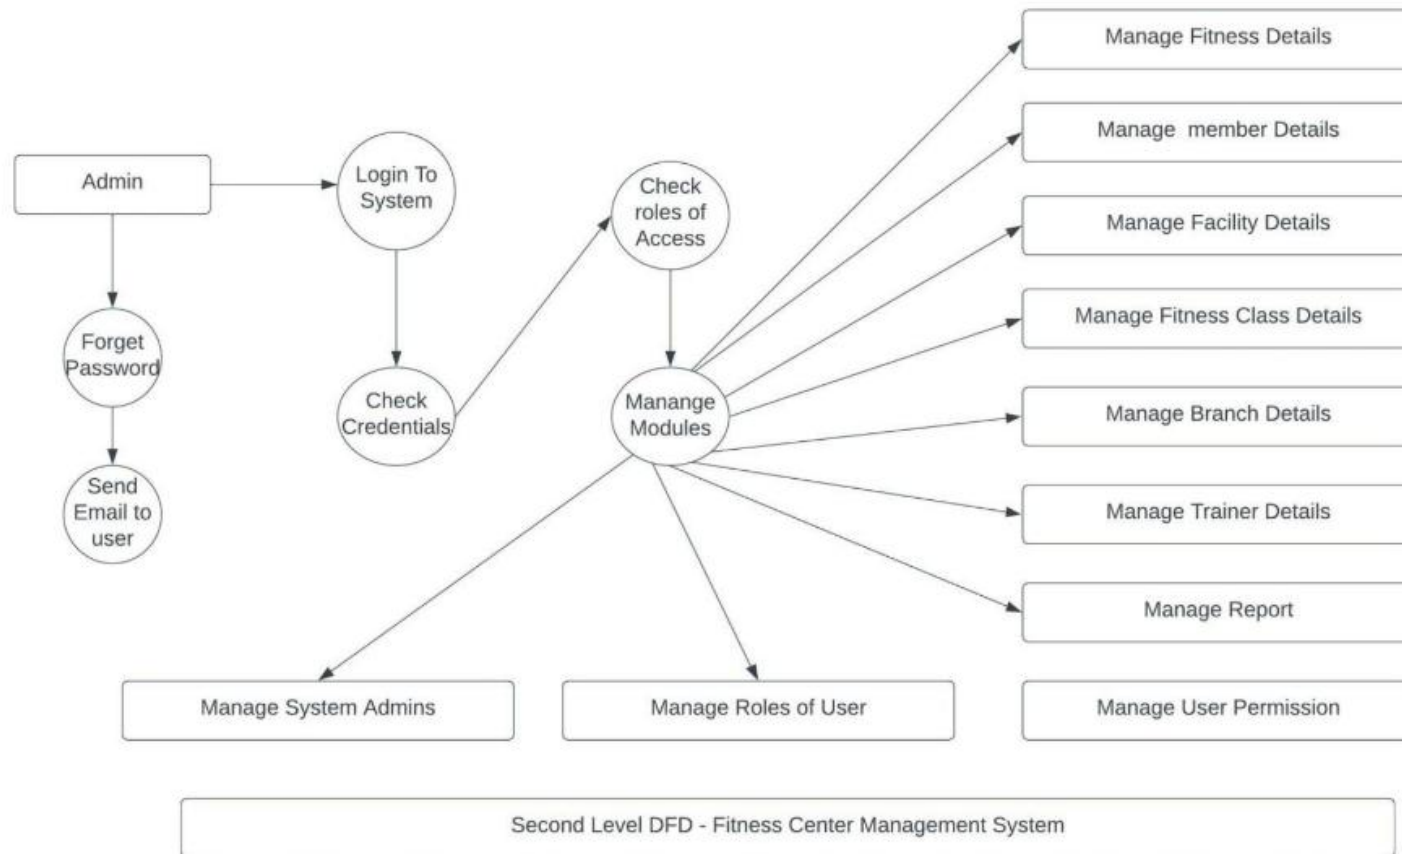 Manage Fitness Details
Manage member Details
Admin
Login To
System
Check
roles of
Access
Manage Facility Details
Manage Fitness Class Details
Forget
Password
Check
Credentials
Manange
Modules
Manage Branch Details
Send
Email to
user
Manage Trainer Details
Manage Report
Manage System Admins
Manage Roles of User
Manage User Permission
Second Level DFD - Fitness Center Management System